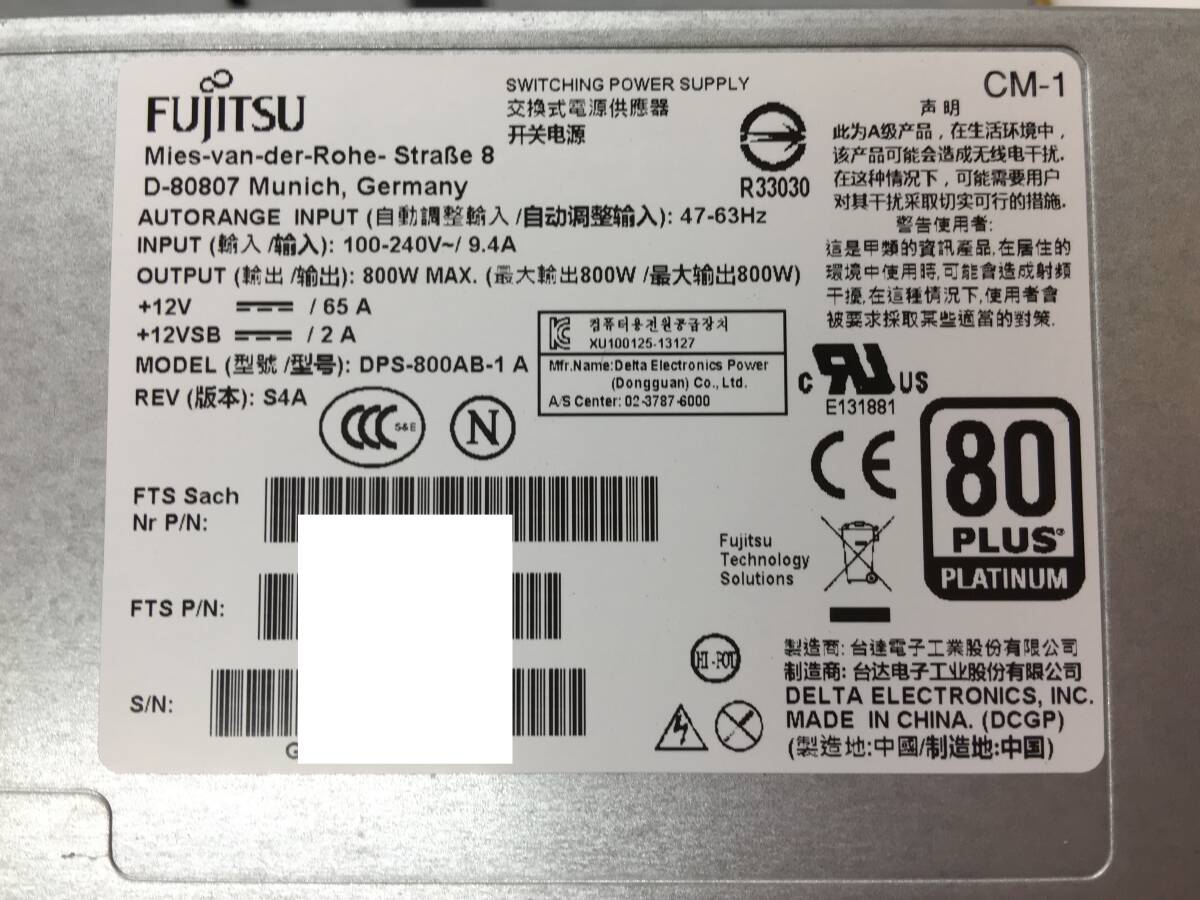 FUJITSU
Mies-van-der-Rohe- Straße 8
D-80807 Munich, Germany
SWITCHING POWER SUPPLY
交換式電源供應器
开关电源
R33030
CM-1
声明
此为A级产品，在生活环境中，
该产品可能会造成无线电干扰.
在这种情况下，可能需要用户
对其干扰采取切实可行的措施.
警告使用者:
這是甲類的資訊產品,在居住的
環境中使用時,可能會造成射頻
干擾,在這種情況下,使用者會
被要求採取某些適當的對策.
AUTORANGE INPUT (自動調整輸入 /自动调整输入): 47-63Hz
INPUT (輸入 /输入): 100-240V~/ 9.4A
OUTPUT (輸出 /输出): 800W MAX. (最大輸出800W /最大输出800W)
+12V / 65 A
+12VSB / 2 A
MODEL (型號 /型号): DPS-800AB-1 A
REV (版本): S4A
컴퓨터용전원공급장치
XU100125-13127
Mfr.Name:Delta Electronics Power
(Dongguan) Co., Ltd.
A/S Center: 02-3787-6000
CCC S&E
N
c RU US
E131881
CE
80
PLUS®
PLATINUM
FTS Sach
Nr P/N:
FTS P/N:
S/N:
G
Fujitsu
Technology
Solutions
HI-POT
製造商: 台達電子工業股份有限公司
制造商: 台达电子工业股份有限公司
DELTA ELECTRONICS, INC.
MADE IN CHINA. (DCGP)
(製造地:中國/制造地:中国)